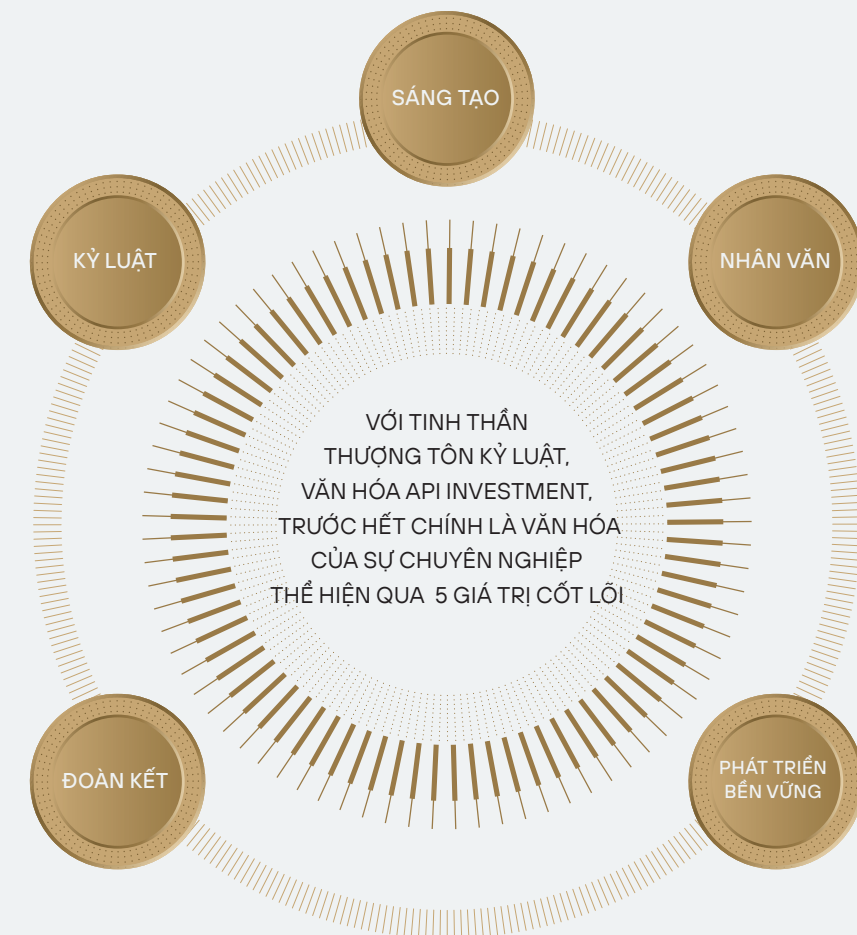 SÁNG TẠO
KỶ LUẬT
NHÂN VĂN
VỚI TINH THẦN
THƯỢNG TÔN KỶ LUẬT,
VĂN HÓA API INVESTMENT,
TRƯỚC HẾT CHÍNH LÀ VĂN HÓA
CỦA SỰ CHUYÊN NGHIỆP
THỂ HIỆN QUA 5 GIÁ TRỊ CỐT LÕI
ĐOÀN KẾT
PHÁT TRIỂN
BỀN VỮNG